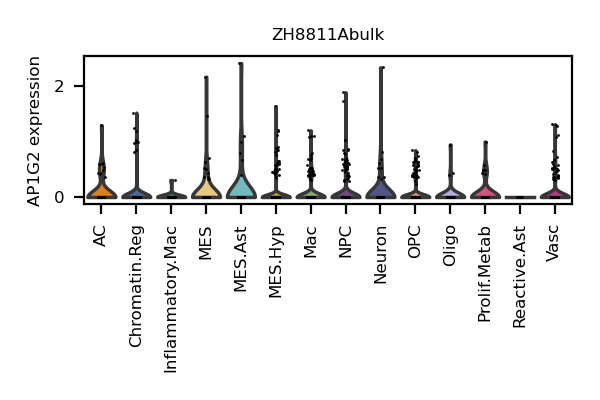 ZH8811Abulk
AP1G2 expression
2
0
AC
Chromatin.Reg
Inflammatory.Mac
MES
MES.Ast
MES.Hyp
Mac
NPC
Neuron
OPC
Oligo
Prolif.Metab
Reactive.Ast
Vasc